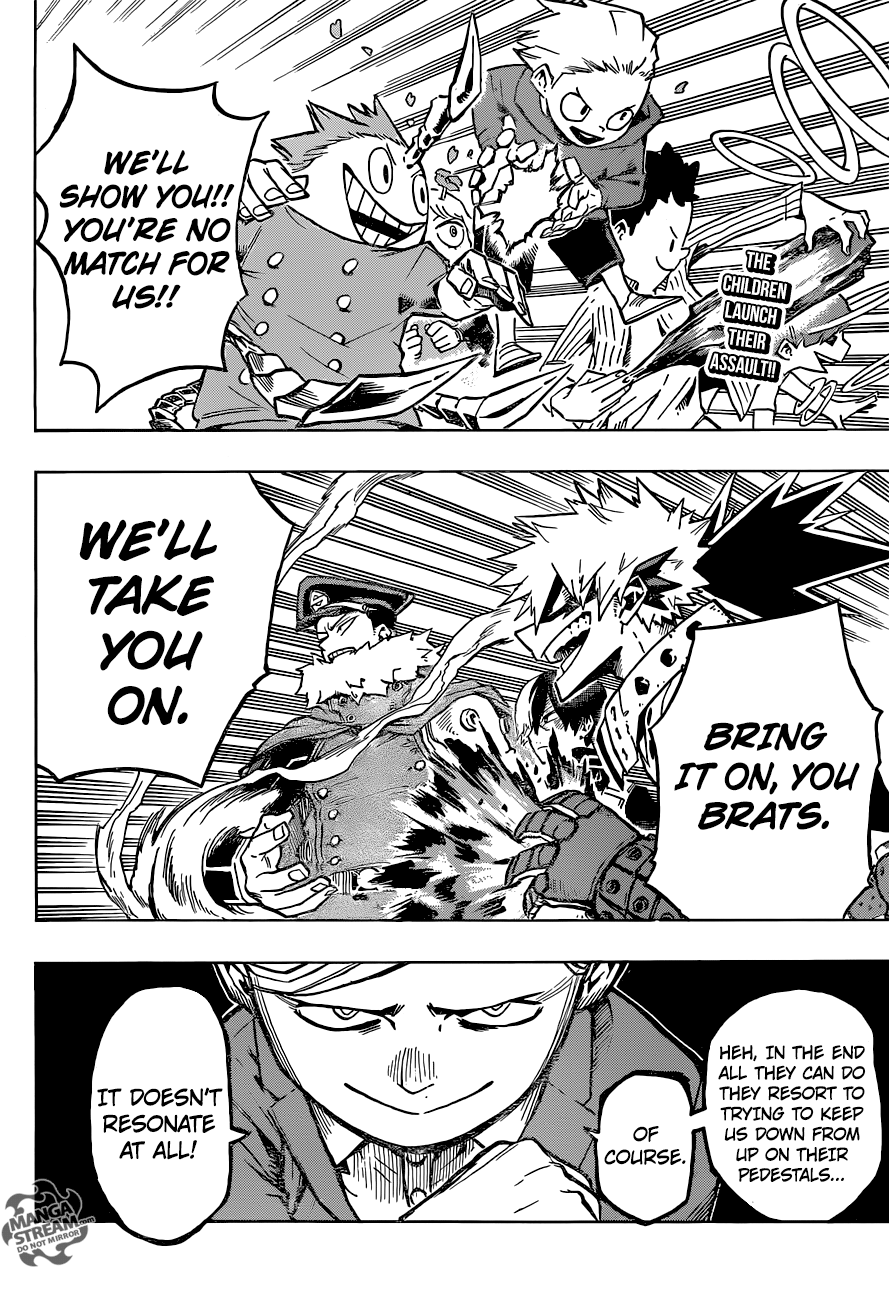 WE'LL
SHOW YOU!!
YOU'RE NO
MATCH FOR
US!!
THE
CHILDREN
LAUNCH
THEIR
ASSAULT!!
BRING
IT ON, YOU
BRATS.
WE'LL
TAKE
YOU
ON.
HEH, IN THE END
ALL THEY CAN DO
THEY RESORT TO
TRYING TO KEEP
US DOWN FROM
UP ON THEIR
PEDESTALS...
OF
COURSE.
IT DOESN'T
RESONATE
AT ALL!
MANGA
STREAM.com
DO NOT MIRROR